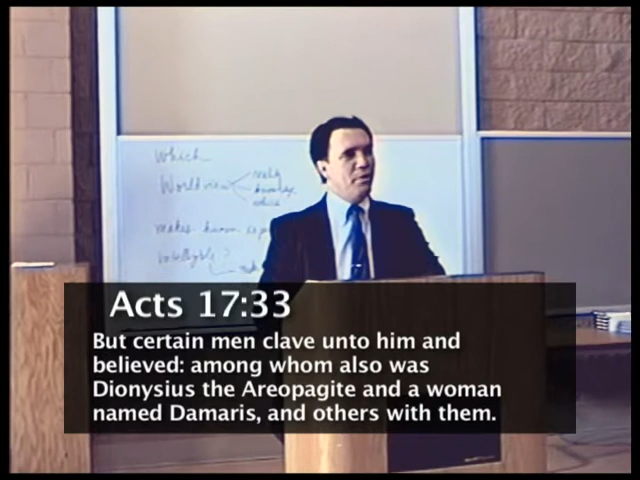 which
Worldview
makes human
intelligible?
Acts 17:33
But certain men clave unto him and
believed: among whom also was
Dionysius the Areopagite and a woman
named Damaris, and others with them.